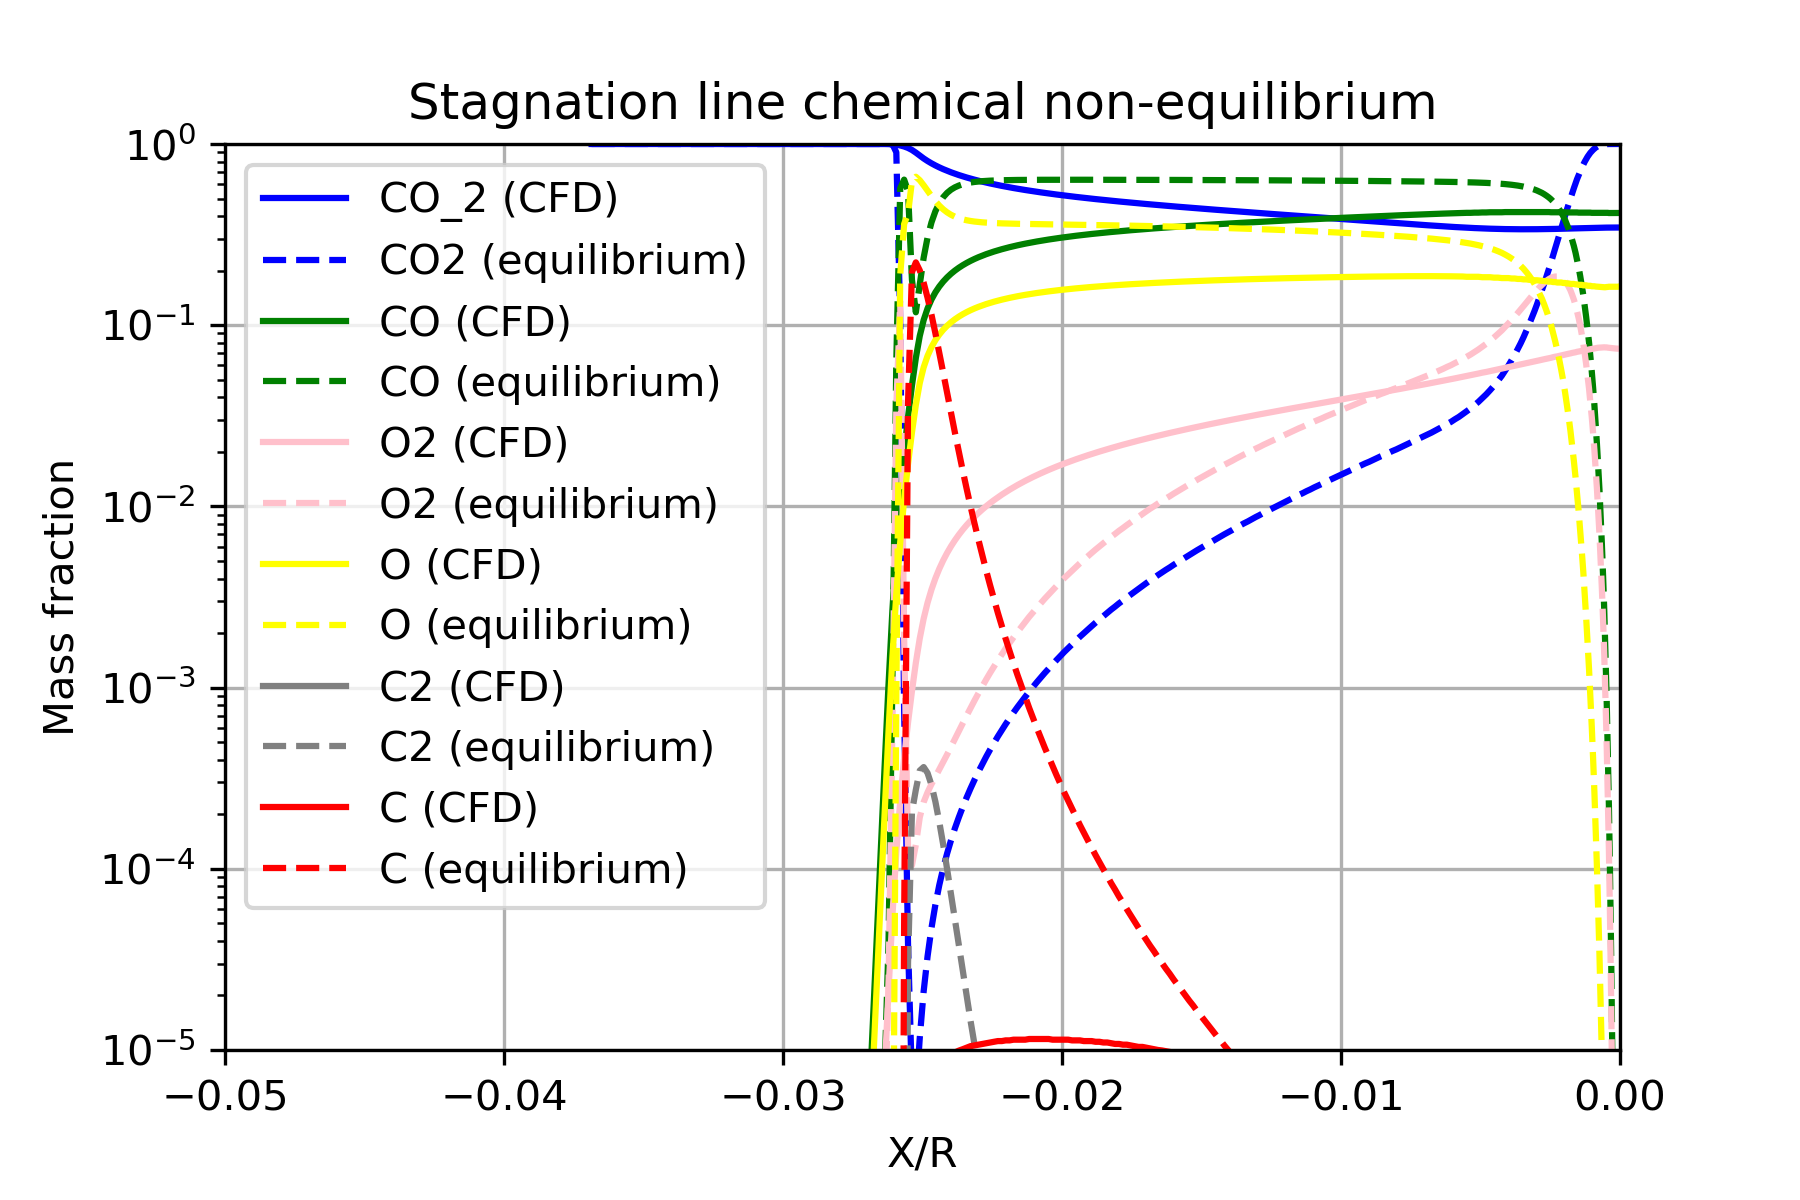 Stagnation line chemical non-equilibrium
10⁰
10⁻¹
10⁻²
10⁻³
10⁻⁴
10⁻⁵
Mass fraction
CO_2 (CFD)
CO2 (equilibrium)
CO (CFD)
CO (equilibrium)
O2 (CFD)
O2 (equilibrium)
O (CFD)
O (equilibrium)
C2 (CFD)
C2 (equilibrium)
C (CFD)
C (equilibrium)
−0.05 −0.04 −0.03 −0.02 −0.01 0.00
X/R